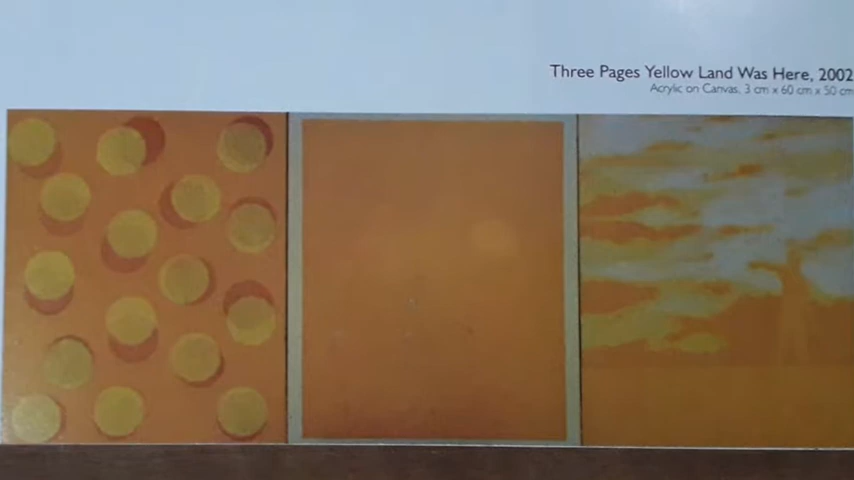 Three Pages Yellow Land Was Here, 2002
Acrylic on Canvas, 3 cm x 60 cm x 50 cm